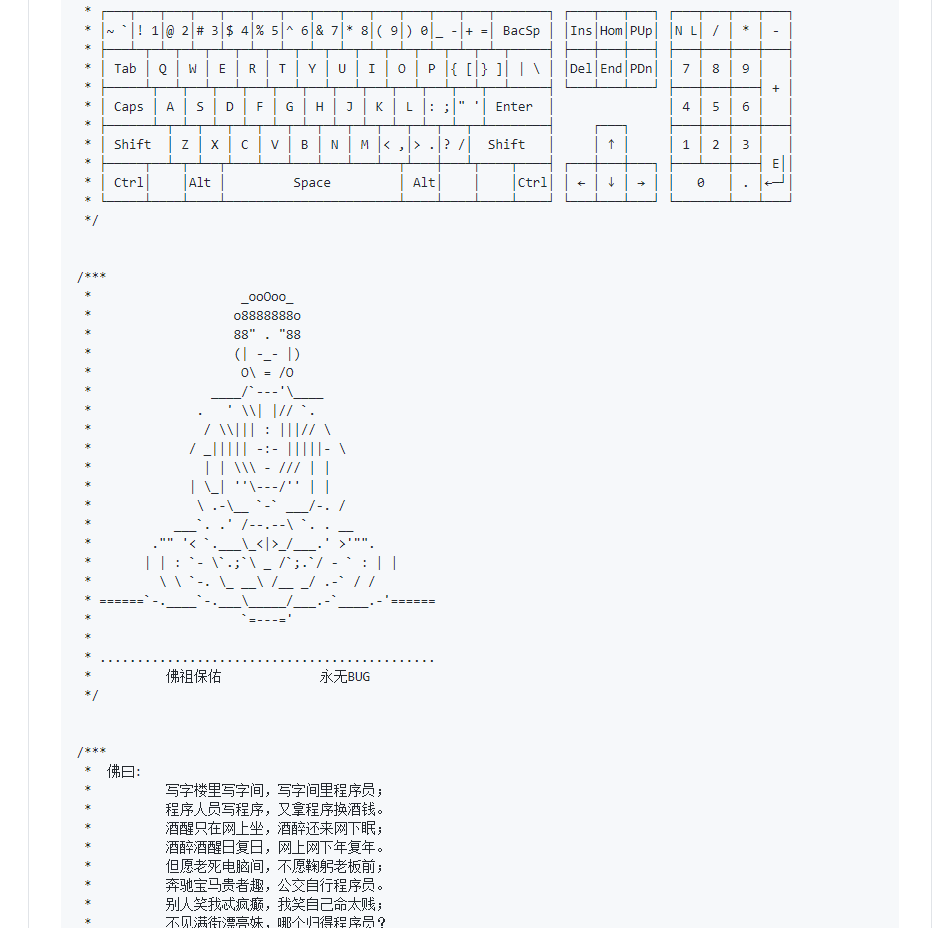 * ┌───┬───┬───┬───┬───┬───┬───┬───┬───┬───┬───┬───┬───┬───────┐ ┌───┬───┬───┐ ┌───┬───┬───┬───┐
 * │~ `│! 1│@ 2│# 3│$ 4│% 5│^ 6│& 7│* 8│( 9│) 0│_ -│+ =│ BacSp │ │Ins│Hom│PUp│ │N L│ / │ * │ - │
 * ├───┴─┬─┴─┬─┴─┬─┴─┬─┴─┬─┴─┬─┴─┬─┴─┬─┴─┬─┴─┬─┴─┬─┴─┬─┴─┬─────┤ ├───┼───┼───┤ ├───┼───┼───┼───┤
 * │ Tab │ Q │ W │ E │ R │ T │ Y │ U │ I │ O │ P │{ [│} ]│ | \ │ │Del│End│PDn│ │ 7 │ 8 │ 9 │   │
 * ├─────┴┬──┴┬──┴┬──┴┬──┴┬──┴┬──┴┬──┴┬──┴┬──┴┬──┴┬──┴┬──┴─────┤ └───┴───┴───┘ ├───┼───┼───┤ + │
 * │ Caps │ A │ S │ D │ F │ G │ H │ J │ K │ L │: ;│" '│ Enter  │               │ 4 │ 5 │ 6 │   │
 * ├──────┴─┬─┴─┬─┴─┬─┴─┬─┴─┬─┴─┬─┴─┬─┴─┬─┴─┬─┴─┬─┴─┬─┴────────┤     ┌───┐     ├───┼───┼───┼───┤
 * │ Shift  │ Z │ X │ C │ V │ B │ N │ M │< ,│> .│? /│  Shift   │     │ ↑ │     │ 1 │ 2 │ 3 │   │
 * ├─────┬──┴─┬─┴──┬┴───┴───┴───┴───┴───┴──┬┴───┼───┴┬────┬────┤ ┌───┼───┼───┐ ├───┴───┼───┤ E││
 * │ Ctrl│    │Alt │         Space         │ Alt│    │    │Ctrl│ │ ← │ ↓ │ → │ │   0   │ . │←─┘│
 * └─────┴────┴────┴───────────────────────┴────┴────┴────┴────┘ └───┴───┴───┘ └───────┴───┴───┘
 */
/***
 *                    _ooOoo_
 *                   o8888888o
 *                   88" . "88
 *                   (| -_- |)
 *                    O\ = /O
 *                ____/`---'\____
 *              .   ' \\| |// `.
 *               / \\||| : |||// \
 *             / _||||| -:- |||||- \
 *               | | \\\ - /// | |
 *             | \_| ''\---/'' | |
 *              \ .-\__ `-` ___/-. /
 *           ___`. .' /--.--\ `. . __
 *        ."" '< `.___\_<|>_/___.' >'"".
 *       | | : `- \`.;`\ _ /`;.`/ - ` : | |
 *         \ \ `-. \_ __\ /__ _/ .-` / /
 * ======`-.____`-.___\_____/___.-`____.-'======
 *                    `=---='
 *
 * .............................................
 *          佛祖保佑             永无BUG
 */
/***
 *  佛曰:
 *          写字楼里写字间，写字间里程序员；
 *          程序人员写程序，又拿程序换酒钱。
 *          酒醒只在网上坐，酒醉还来网下眠；
 *          酒醉酒醒日复日，网上网下年复年。
 *          但愿老死电脑间，不愿鞠躬老板前；
 *          奔驰宝马贵者趣，公交自行程序员。
 *          别人笑我忒疯癫，我笑自己命太贱；
 *          不见满街漂亮妹，哪个归得程序员？